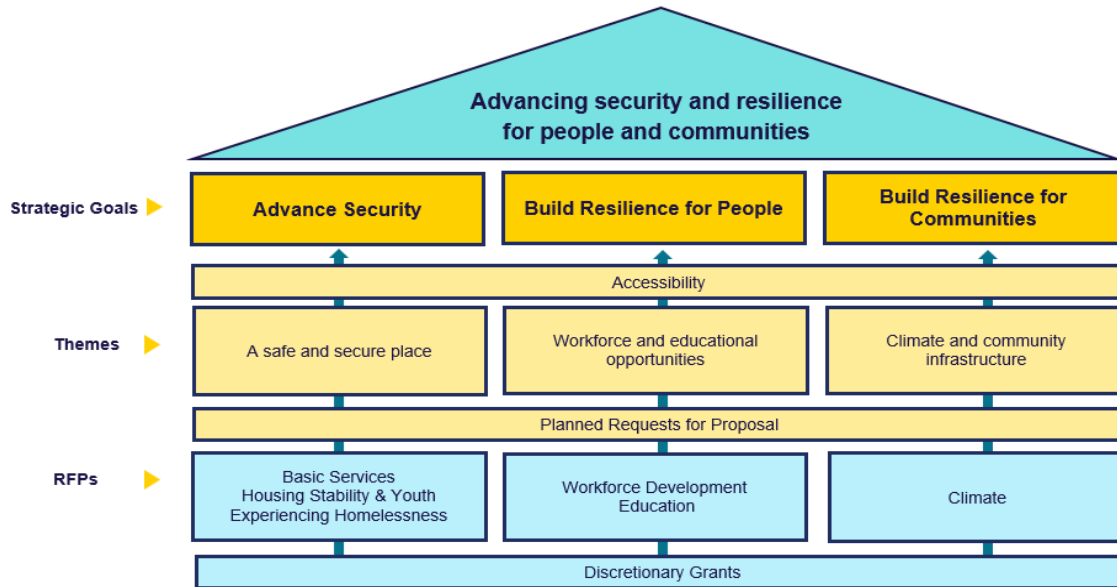 Advancing security and resilience
for people and communities
Strategic Goals
Advance Security
Build Resilience for People
Build Resilience for
Communities
Accessibility
Themes
A safe and secure place
Workforce and educational
opportunities
Climate and community
infrastructure
Planned Requests for Proposal
RFPs
Basic Services
Housing Stability & Youth
Experiencing Homelessness
Workforce Development
Education
Climate
Discretionary Grants